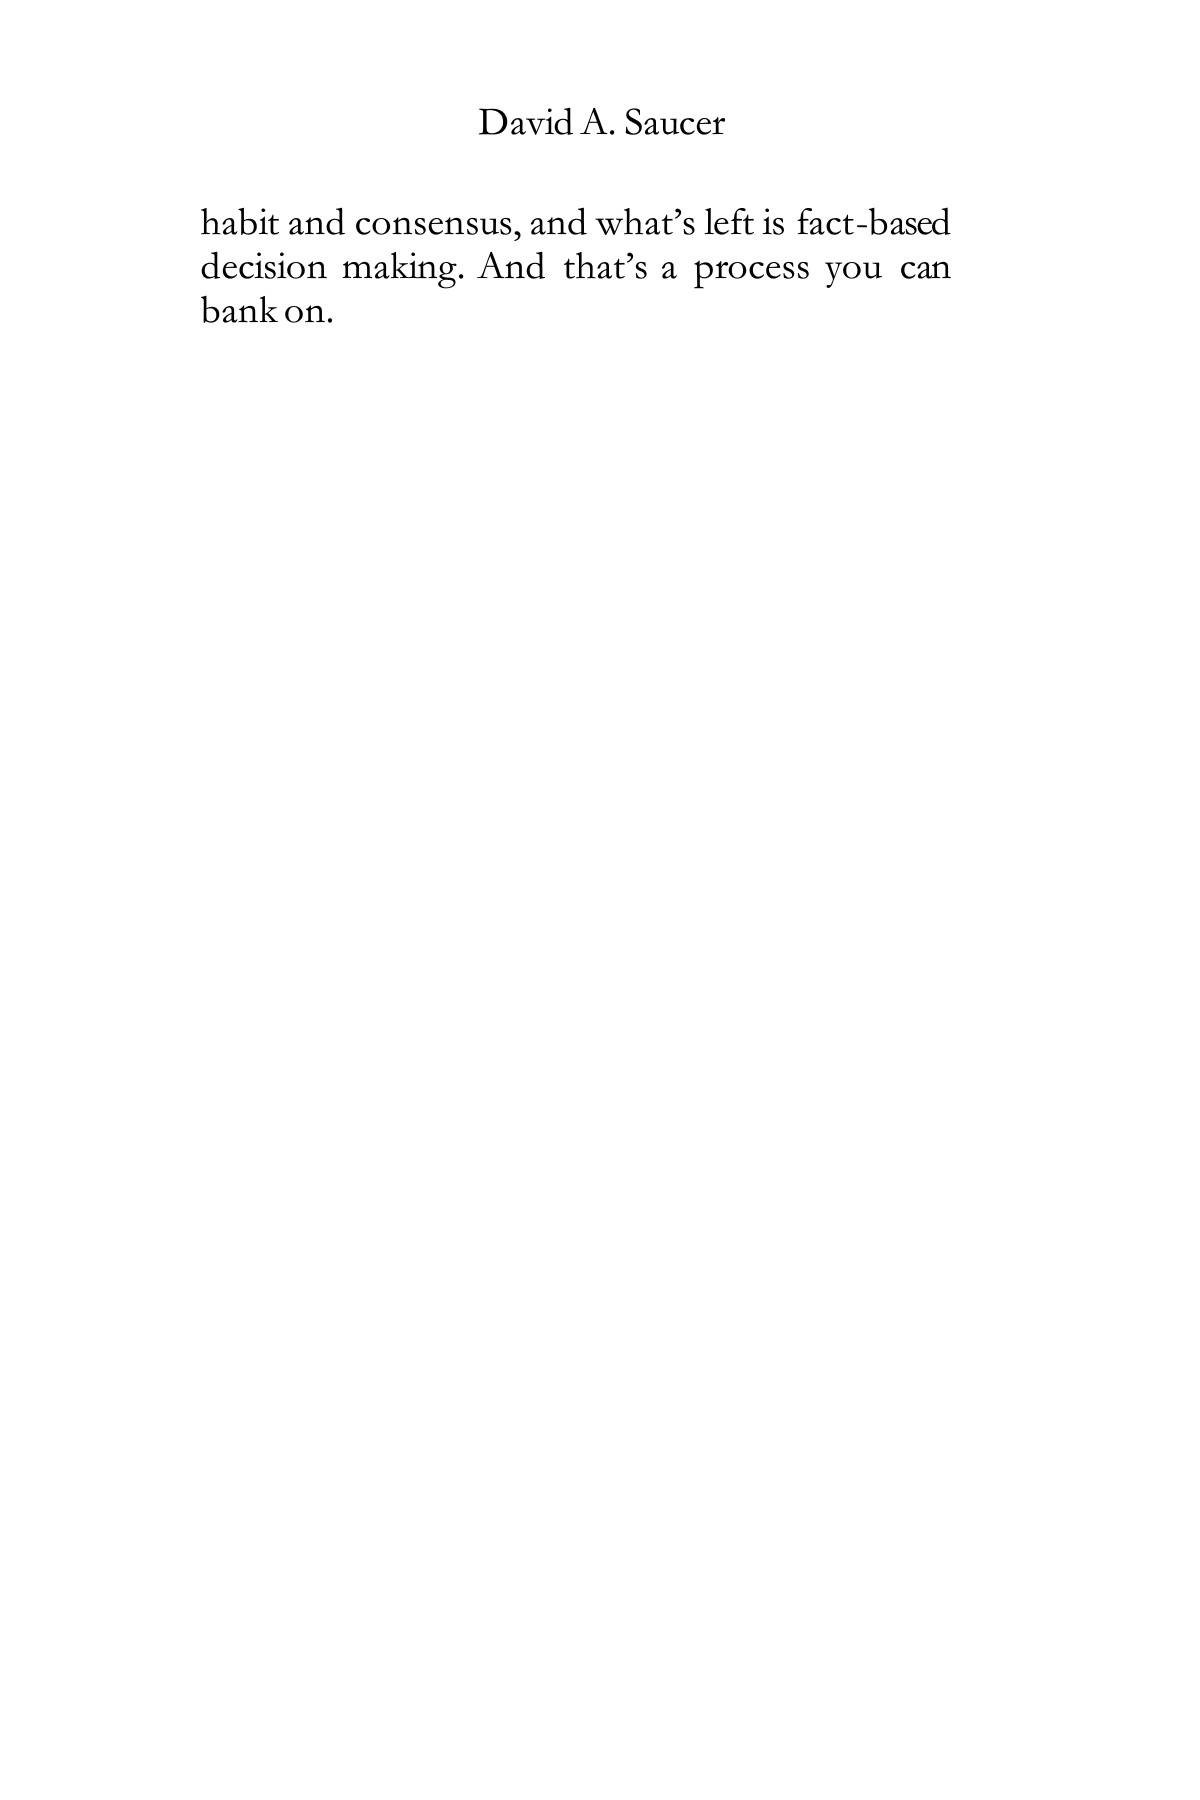 David A. Saucer
habit and consensus, and what’s left is fact-based
decision making. And that’s a process you can
bank on.